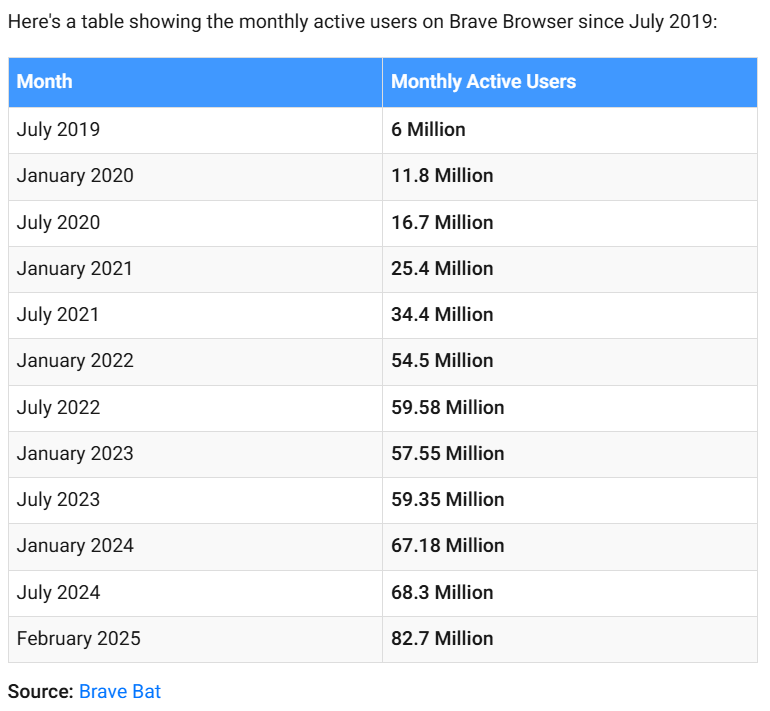 Here's a table showing the monthly active users on Brave Browser since July 2019:
Month Monthly Active Users
July 2019 6 Million
January 2020 11.8 Million
July 2020 16.7 Million
January 2021 25.4 Million
July 2021 34.4 Million
January 2022 54.5 Million
July 2022 59.58 Million
January 2023 57.55 Million
July 2023 59.35 Million
January 2024 67.18 Million
July 2024 68.3 Million
February 2025 82.7 Million
Source: Brave Bat